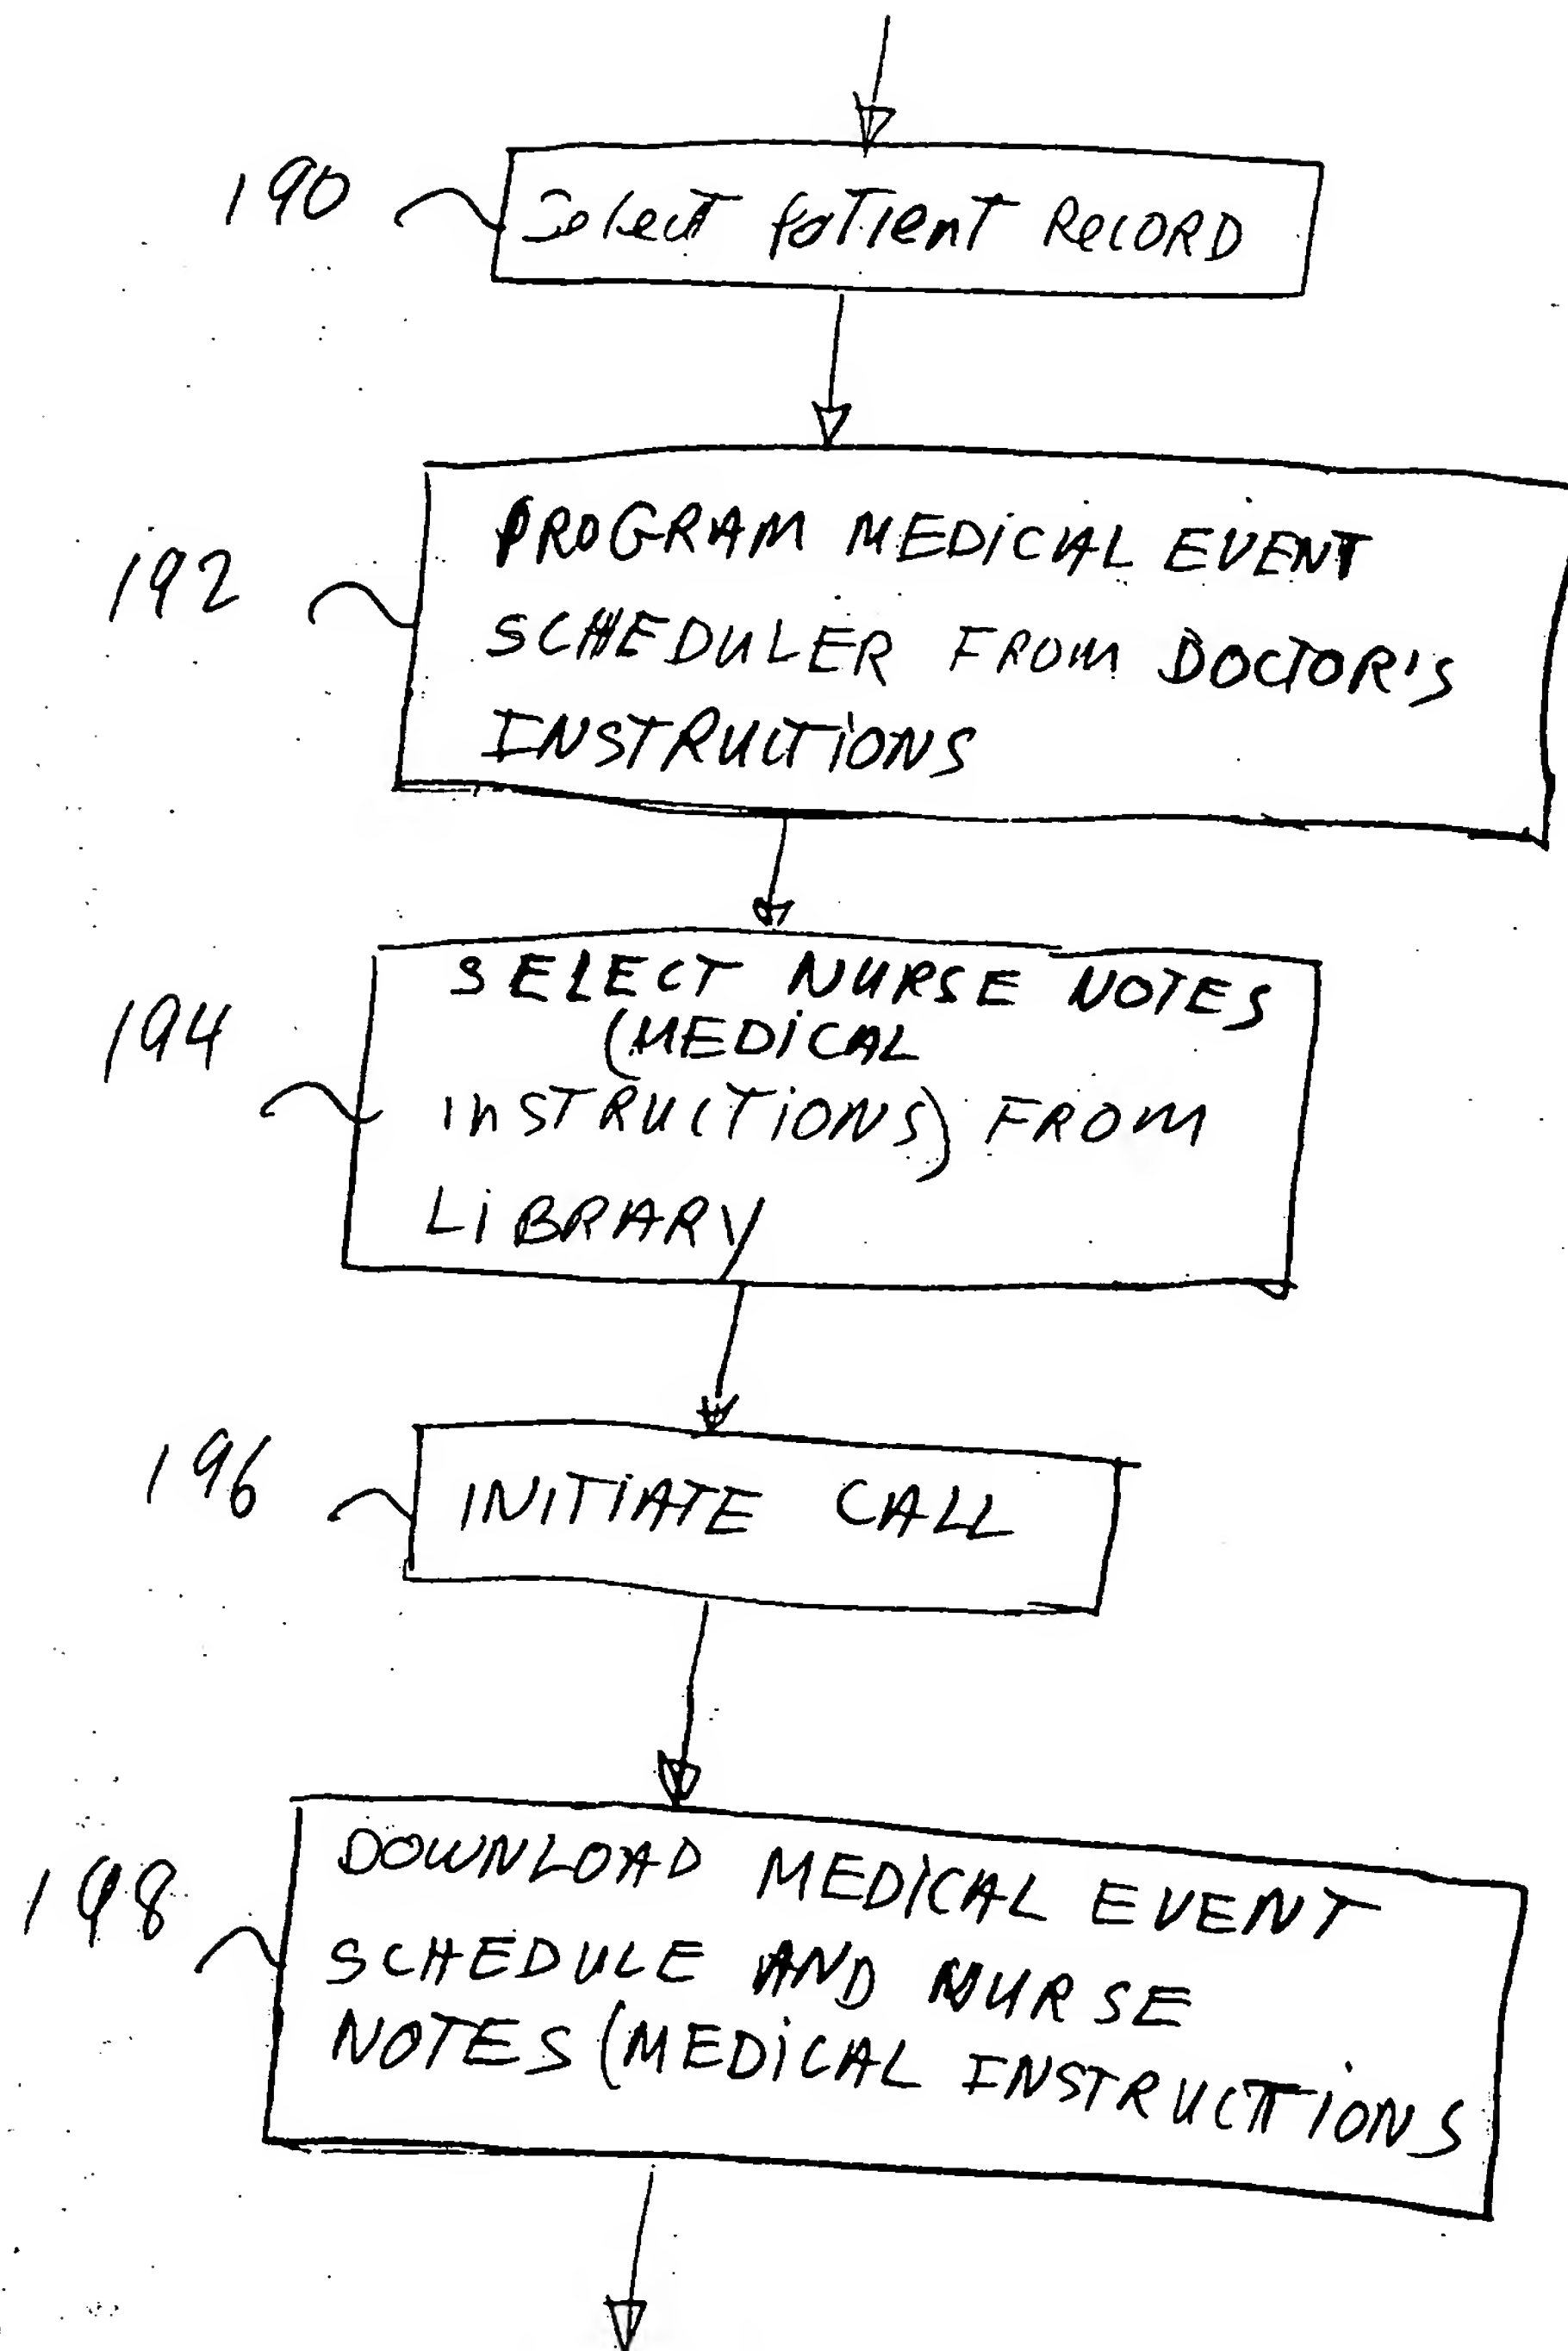 190
Select Patient RECORD
192
PROGRAM MEDICAL EVENT
SCHEDULER FROM DOCTOR'S
INSTRUCTIONS
194
SELECT NURSE NOTES
(MEDICAL
INSTRUCTIONS) FROM
LIBRARY
196
INITIATE CALL
198
DOWNLOAD MEDICAL EVENT
SCHEDULE AND NURSE
NOTES (MEDICAL INSTRUCTIONS